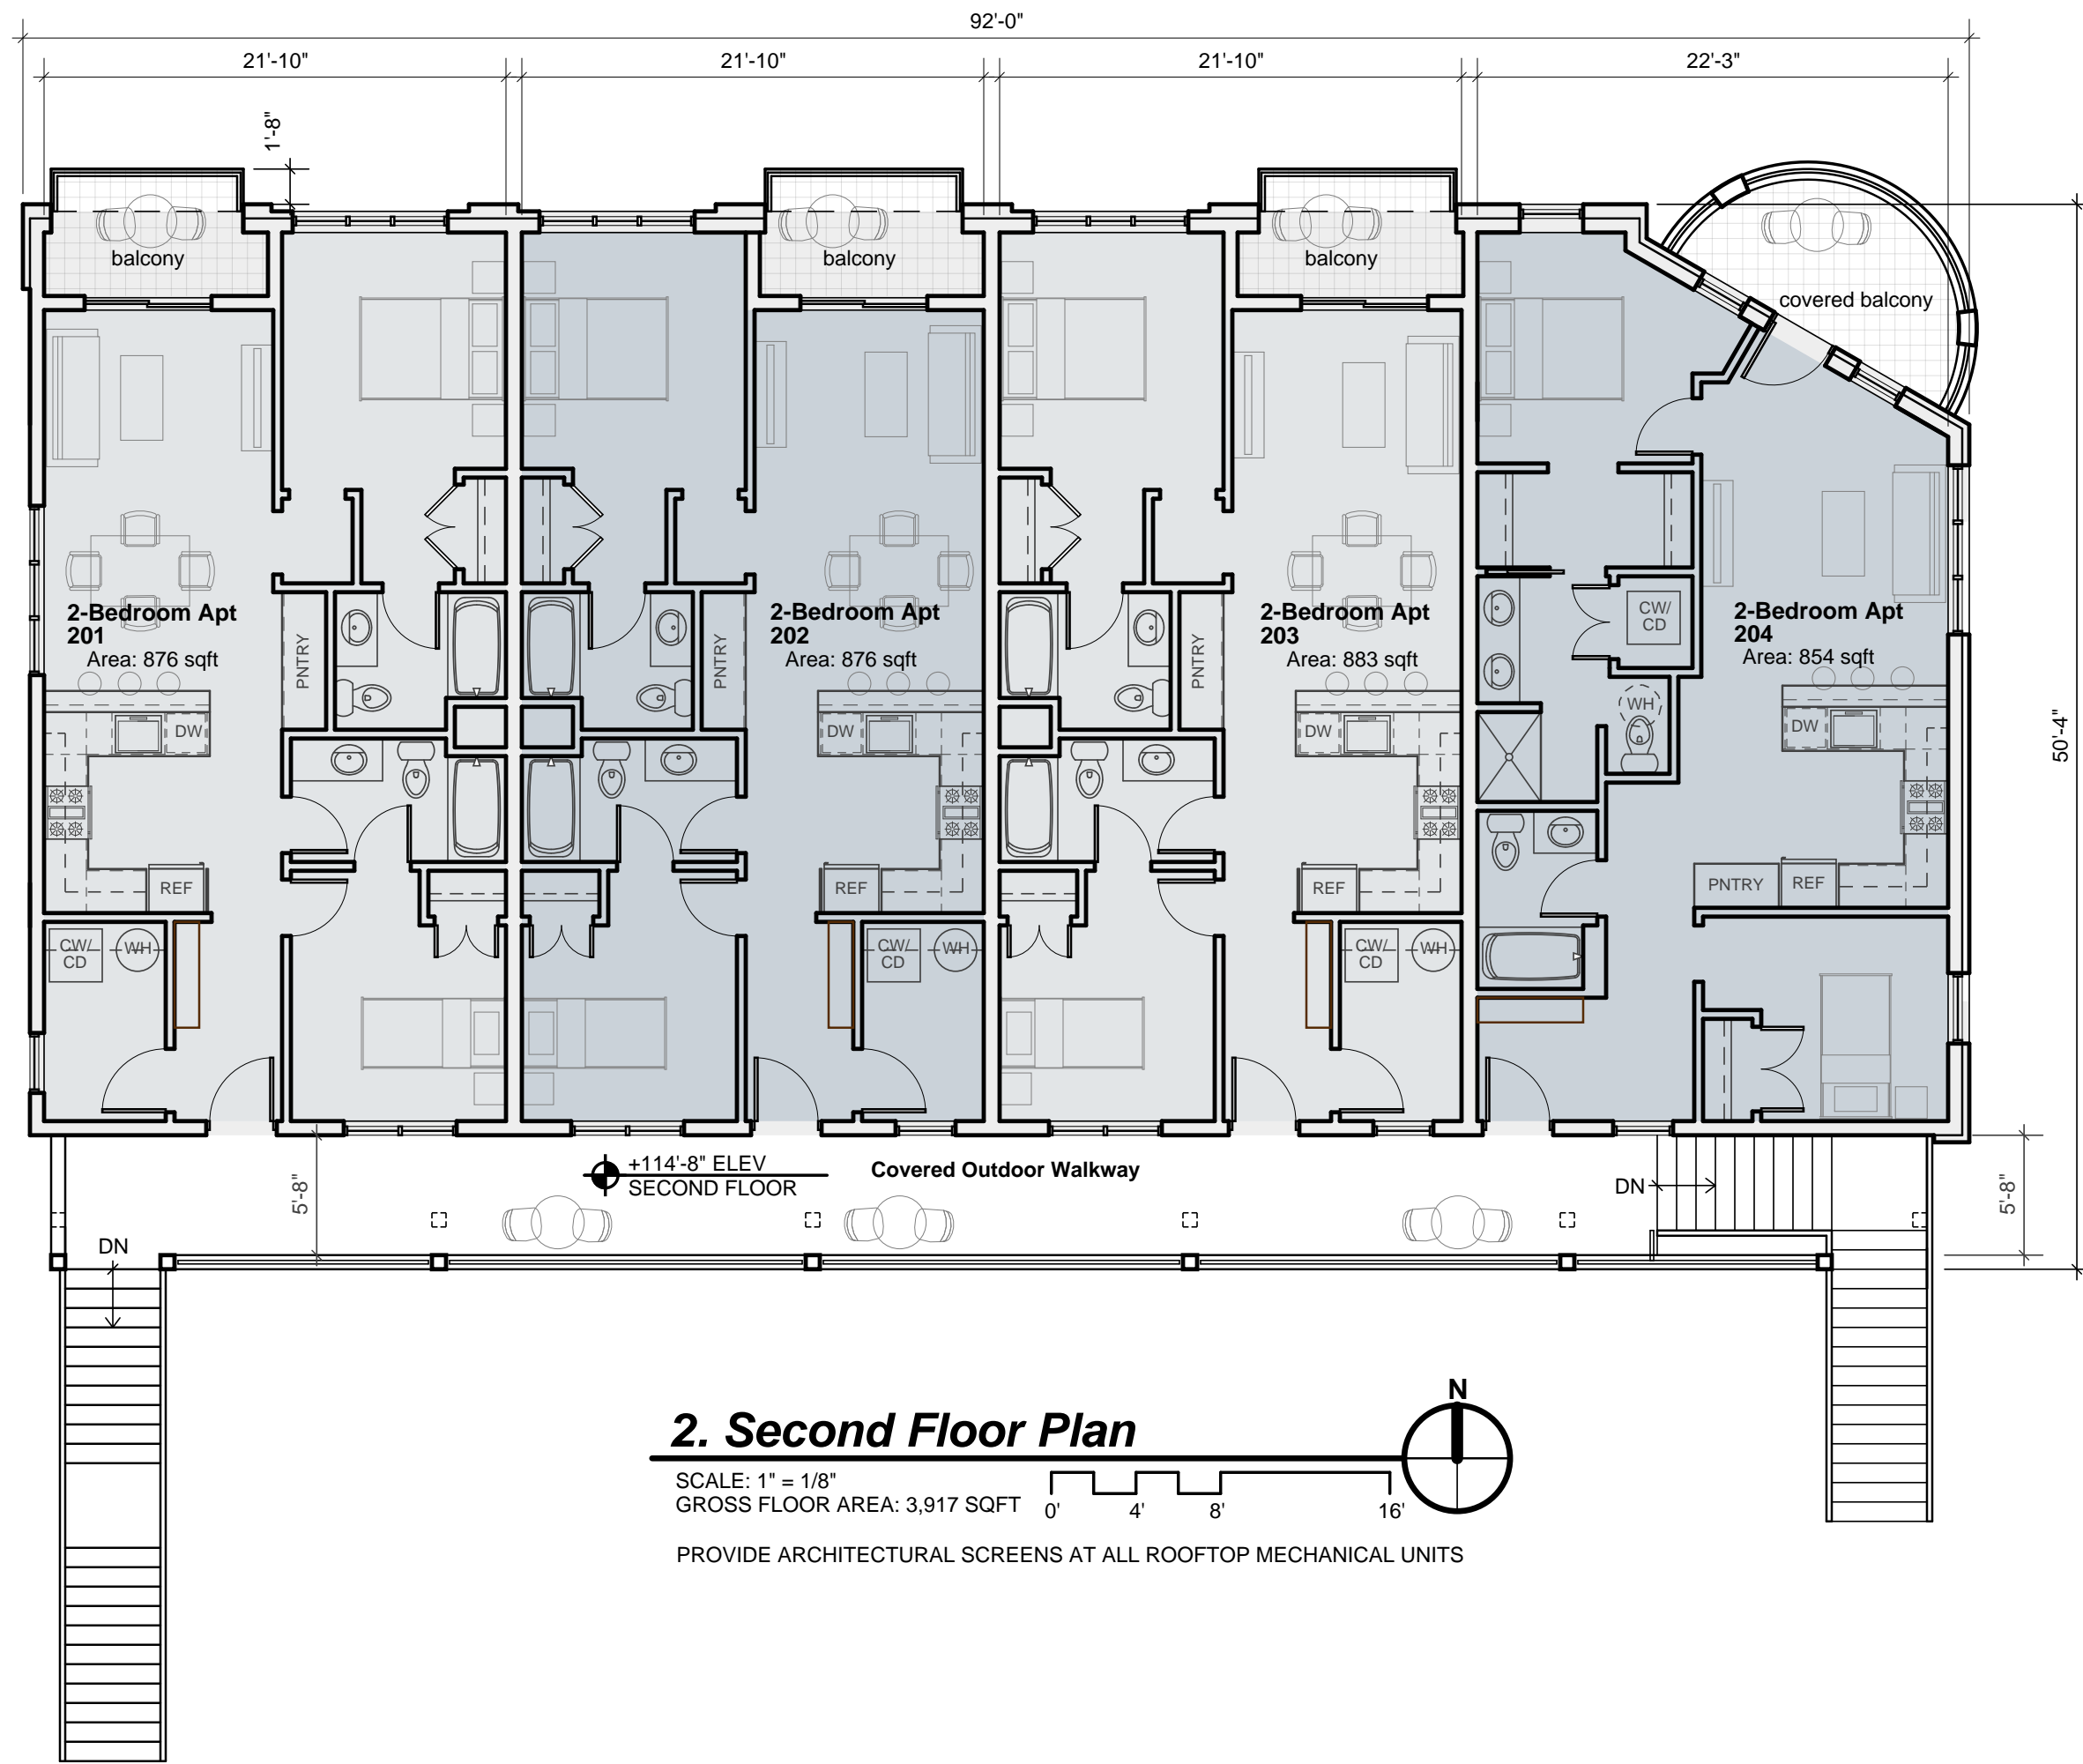 92'-0"
21'-10"
21'-10"
21'-10"
22'-3"
1'-8"
balcony
balcony
balcony
covered balcony
2-Bedroom Apt
201
Area: 876 sqft
PNTRY
PNTRY
2-Bedroom Apt
202
Area: 876 sqft
PNTRY
2-Bedroom Apt
203
Area: 883 sqft
CW/
CD
2-Bedroom Apt
204
Area: 854 sqft
WH
DW
DW
DW
DW
50'-4"
REF
REF
REF
PNTRY
REF
CW/
CD
WH
CW/
CD
WH
CW/
CD
WH
+114'-8" ELEV
SECOND FLOOR
Covered Outdoor Walkway
DN
5'-8"
5'-8"
DN
N
2. Second Floor Plan
SCALE: 1" = 1/8"
GROSS FLOOR AREA: 3,917 SQFT
0'
4'
8'
16'
PROVIDE ARCHITECTURAL SCREENS AT ALL ROOFTOP MECHANICAL UNITS